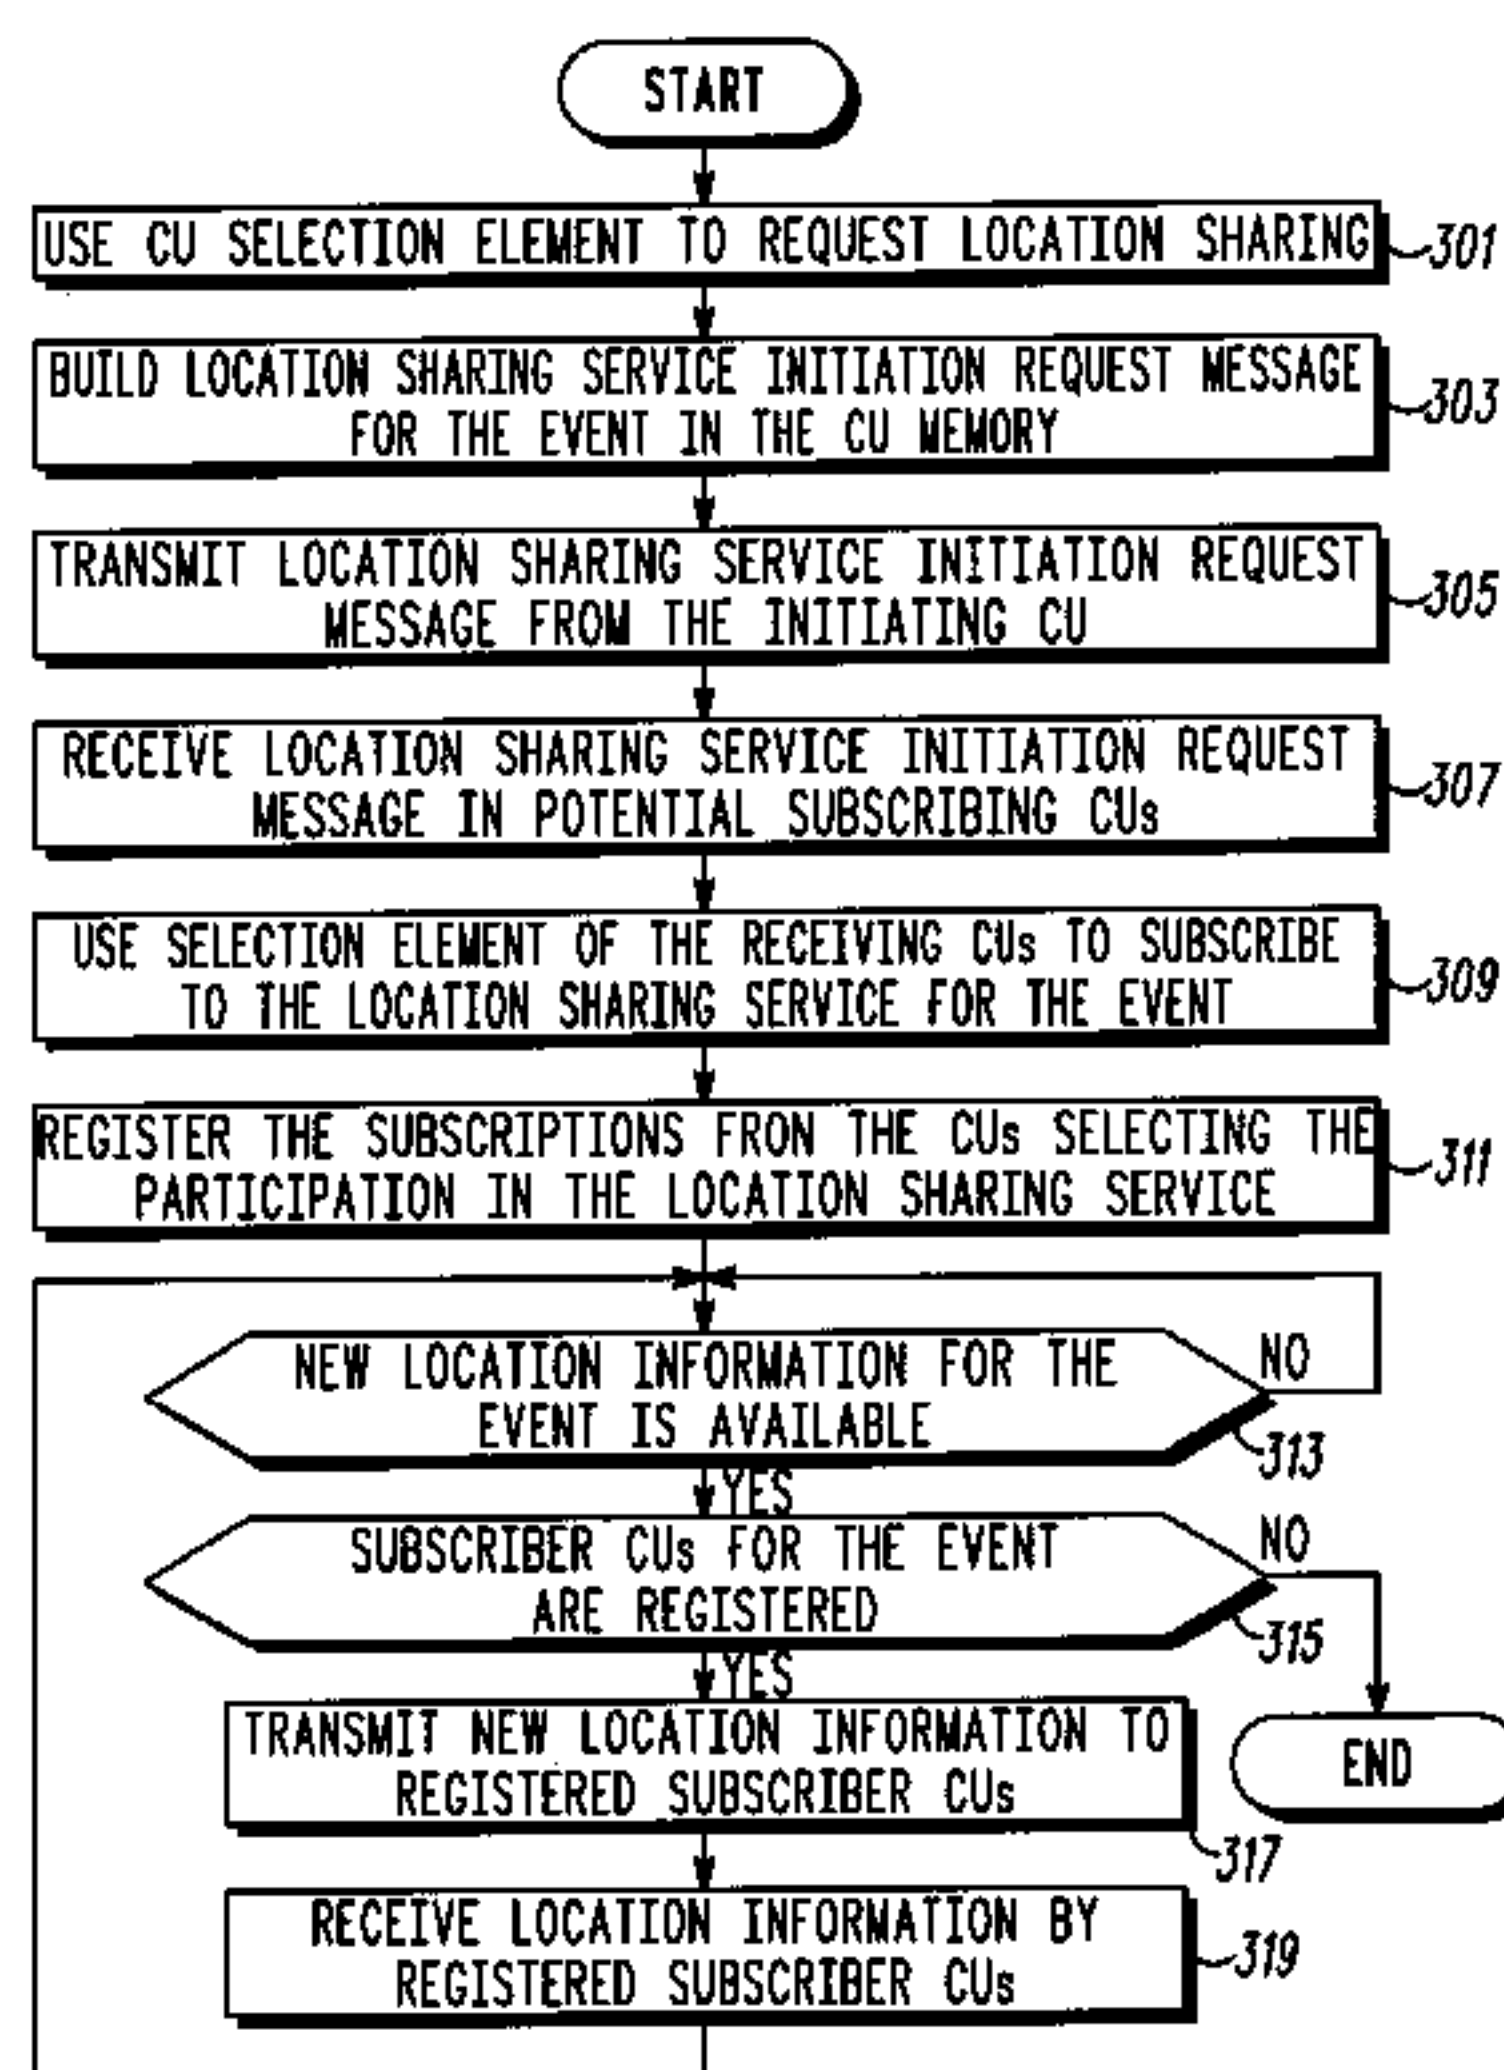 START
USE CU SELECTION ELEMENT TO REQUEST LOCATION SHARING
301
BUILD LOCATION SHARING SERVICE INITIATION REQUEST MESSAGE
FOR THE EVENT IN THE CU MEMORY
303
TRANSMIT LOCATION SHARING SERVICE INITIATION REQUEST
MESSAGE FROM THE INITIATING CU
305
RECEIVE LOCATION SHARING SERVICE INITIATION REQUEST
MESSAGE IN POTENTIAL SUBSCRIBING CUs
307
USE SELECTION ELEMENT OF THE RECEIVING CUs TO SUBSCRIBE
TO THE LOCATION SHARING SERVICE FOR THE EVENT
309
REGISTER THE SUBSCRIPTIONS FRON THE CUs SELECTING THE
PARTICIPATION IN THE LOCATION SHARING SERVICE
311
NEW LOCATION INFORMATION FOR THE
EVENT IS AVAILABLE
NO
313
YES
SUBSCRIBER CUs FOR THE EVENT
ARE REGISTERED
NO
315
YES
TRANSMIT NEW LOCATION INFORMATION TO
REGISTERED SUBSCRIBER CUs
317
END
RECEIVE LOCATION INFORMATION BY
REGISTERED SUBSCRIBER CUs
319